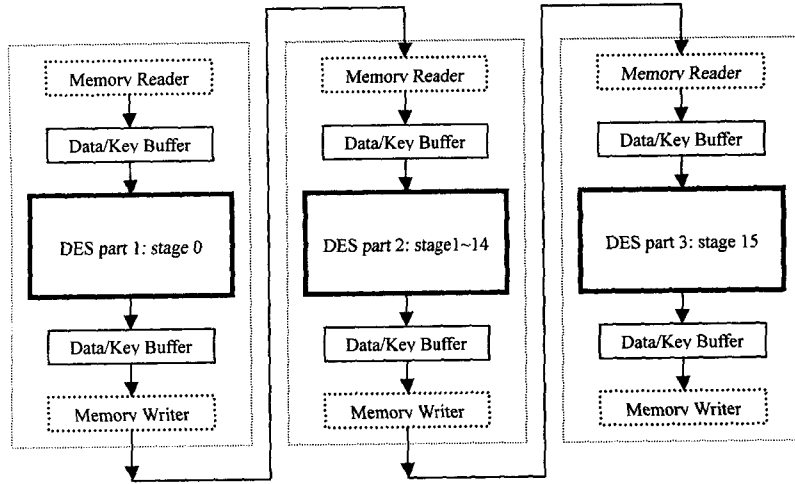 Memory Reader
Data/Key Buffer
DES part 1: stage 0
Data/Key Buffer
Memory Writer
Memory Reader
Data/Key Buffer
DES part 2: stage1~14
Data/Key Buffer
Memory Writer
Memory Reader
Data/Key Buffer
DES part 3: stage 15
Data/Key Buffer
Memory Writer